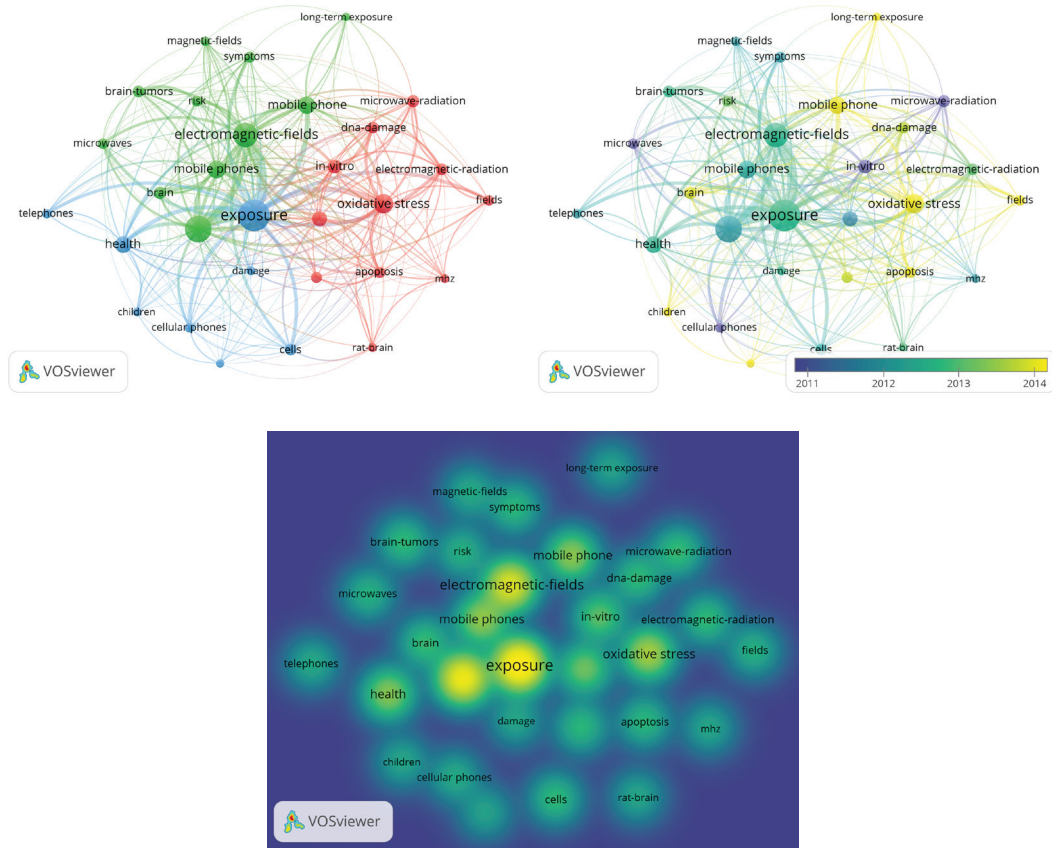 long-term exposure
magnetic-fields
symptoms
brain-tumors
risk
mobile phone
microwave-radiation
electromagnetic-fields
dna-damage
microwaves
mobile phones
in-vitro
electromagnetic-radiation
brain
oxidative stress
fields
telephones
exposure
health
damage
apoptosis
mhz
children
cellular phones
cells
rat-brain
VOSviewer
long-term exposure
magnetic-fields
symptoms
brain-tumors
risk
mobile phone
microwave-radiation
electromagnetic-fields
dna-damage
microwaves
mobile phones
in-vitro
electromagnetic-radiation
brain
oxidative stress
fields
telephones
exposure
health
damage
apoptosis
mhz
children
cellular phones
cells
rat-brain
VOSviewer
2011 2012 2013 2014
long-term exposure
magnetic-fields
symptoms
brain-tumors
risk
mobile phone
microwave-radiation
electromagnetic-fields
dna-damage
microwaves
mobile phones
in-vitro
electromagnetic-radiation
brain
oxidative stress
fields
telephones
exposure
health
damage
apoptosis
mhz
children
cellular phones
cells
rat-brain
VOSviewer